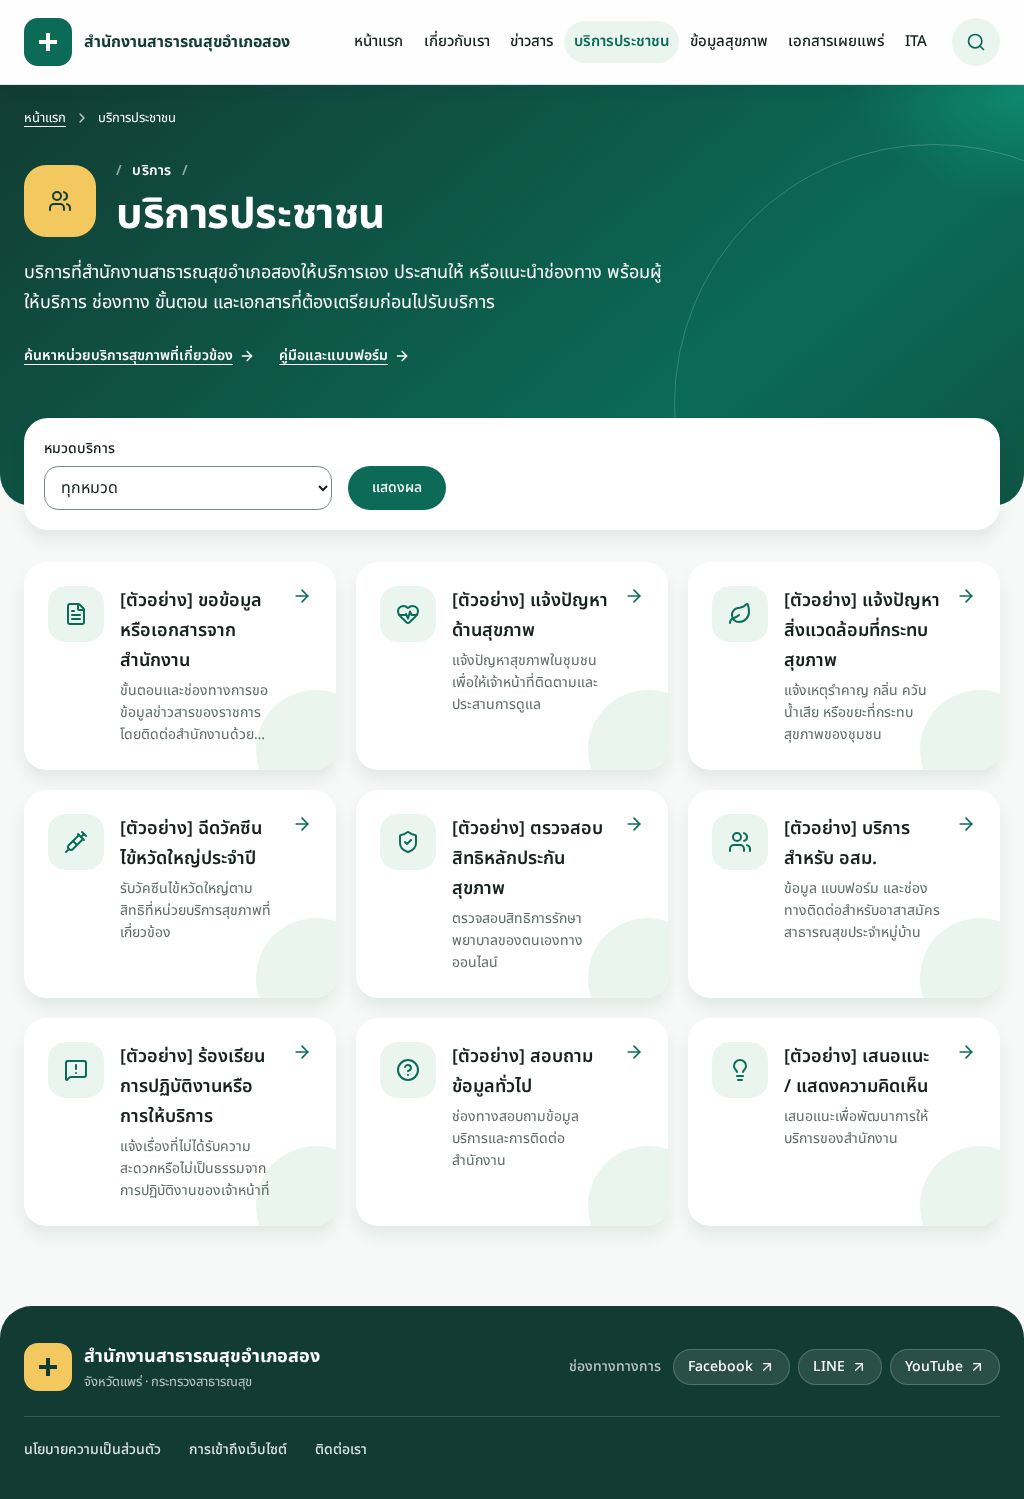 สำนักงานสาธารณสุขอำเภอสอง
หน้าแรก เกี่ยวกับเรา ข่าวสาร บริการประชาชน ข้อมูลสุขภาพ เอกสารเผยแพร่ ITA
หน้าแรก > บริการประชาชน
/ บริการ /
บริการประชาชน
บริการที่สำนักงานสาธารณสุขอำเภอสองให้บริการเอง ประสานให้ หรือแนะนำช่องทาง พร้อมผู้
ให้บริการ ช่องทาง ขั้นตอน และเอกสารที่ต้องเตรียมก่อนไปรับบริการ
ค้นหาหน่วยบริการสุขภาพที่เกี่ยวข้อง → คู่มือและแบบฟอร์ม →
หมวดบริการ
ทุกหมวด แสดงผล
[ตัวอย่าง] ขอข้อมูล
หรือเอกสารจาก
สำนักงาน
ขั้นตอนและช่องทางการขอ
ข้อมูลข่าวสารของราชการ
โดยติดต่อสำนักงานด้วย...
[ตัวอย่าง] แจ้งปัญหา
ด้านสุขภาพ
แจ้งปัญหาสุขภาพในชุมชน
เพื่อให้เจ้าหน้าที่ติดตามและ
ประสานการดูแล
[ตัวอย่าง] แจ้งปัญหา
สิ่งแวดล้อมที่กระทบ
สุขภาพ
แจ้งเหตุรำคาญ กลิ่น ควัน
น้ำเสีย หรือขยะที่กระทบ
สุขภาพของชุมชน
[ตัวอย่าง] ฉีดวัคซีน
ไข้หวัดใหญ่ประจำปี
รับวัคซีนไข้หวัดใหญ่ตาม
สิทธิที่หน่วยบริการสุขภาพที่
เกี่ยวข้อง
[ตัวอย่าง] ตรวจสอบ
สิทธิหลักประกัน
สุขภาพ
ตรวจสอบสิทธิการรักษา
พยาบาลของตนเองทาง
ออนไลน์
[ตัวอย่าง] บริการ
สำหรับ อสม.
ข้อมูล แบบฟอร์ม และช่อง
ทางติดต่อสำหรับอาสาสมัคร
สาธารณสุขประจำหมู่บ้าน
[ตัวอย่าง] ร้องเรียน
การปฏิบัติงานหรือ
การให้บริการ
แจ้งเรื่องที่ไม่ได้รับความ
สะดวกหรือไม่เป็นธรรมจาก
การปฏิบัติงานของเจ้าหน้าที่
[ตัวอย่าง] สอบถาม
ข้อมูลทั่วไป
ช่องทางสอบถามข้อมูล
บริการและการติดต่อ
สำนักงาน
[ตัวอย่าง] เสนอแนะ
/ แสดงความคิดเห็น
เสนอแนะเพื่อพัฒนาการให้
บริการของสำนักงาน
สำนักงานสาธารณสุขอำเภอสอง
จังหวัดแพร่ · กระทรวงสาธารณสุข
ช่องทางทางการ Facebook LINE YouTube
นโยบายความเป็นส่วนตัว การเข้าถึงเว็บไซต์ ติดต่อเรา